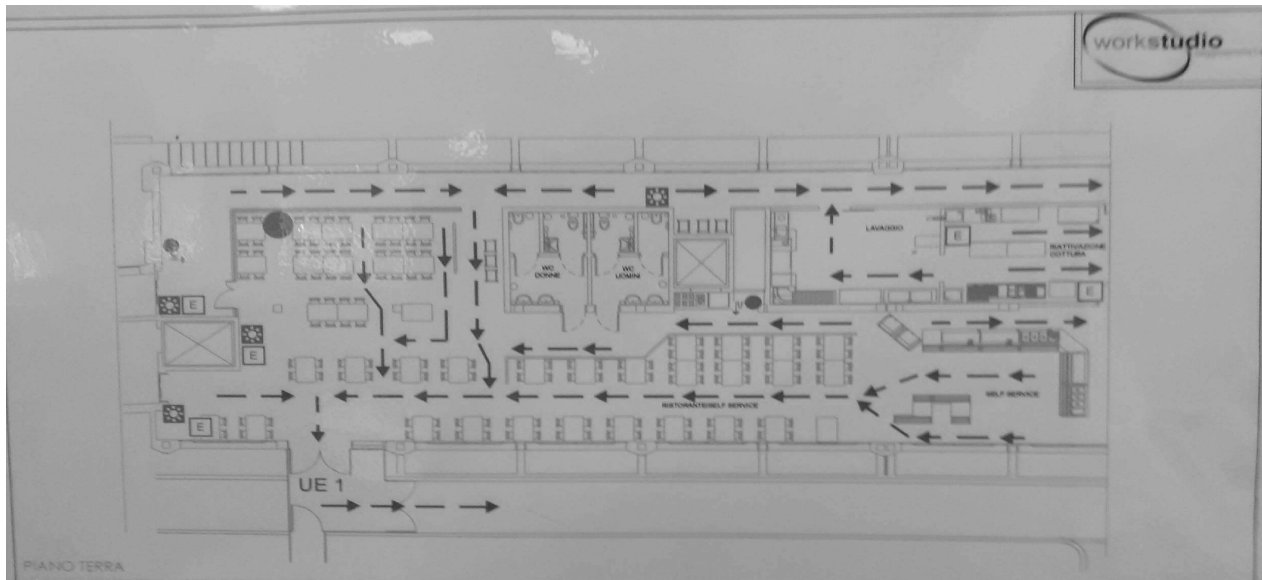 workstudio
LAVAGGIO
E
RIATTIVAZIONE
COTTURA
WC
DONNE
WC
UOMINI
E
E
E
RISTORANTE/SELF SERVICE
SELF SERVICE
E
UE 1
PIANO TERRA